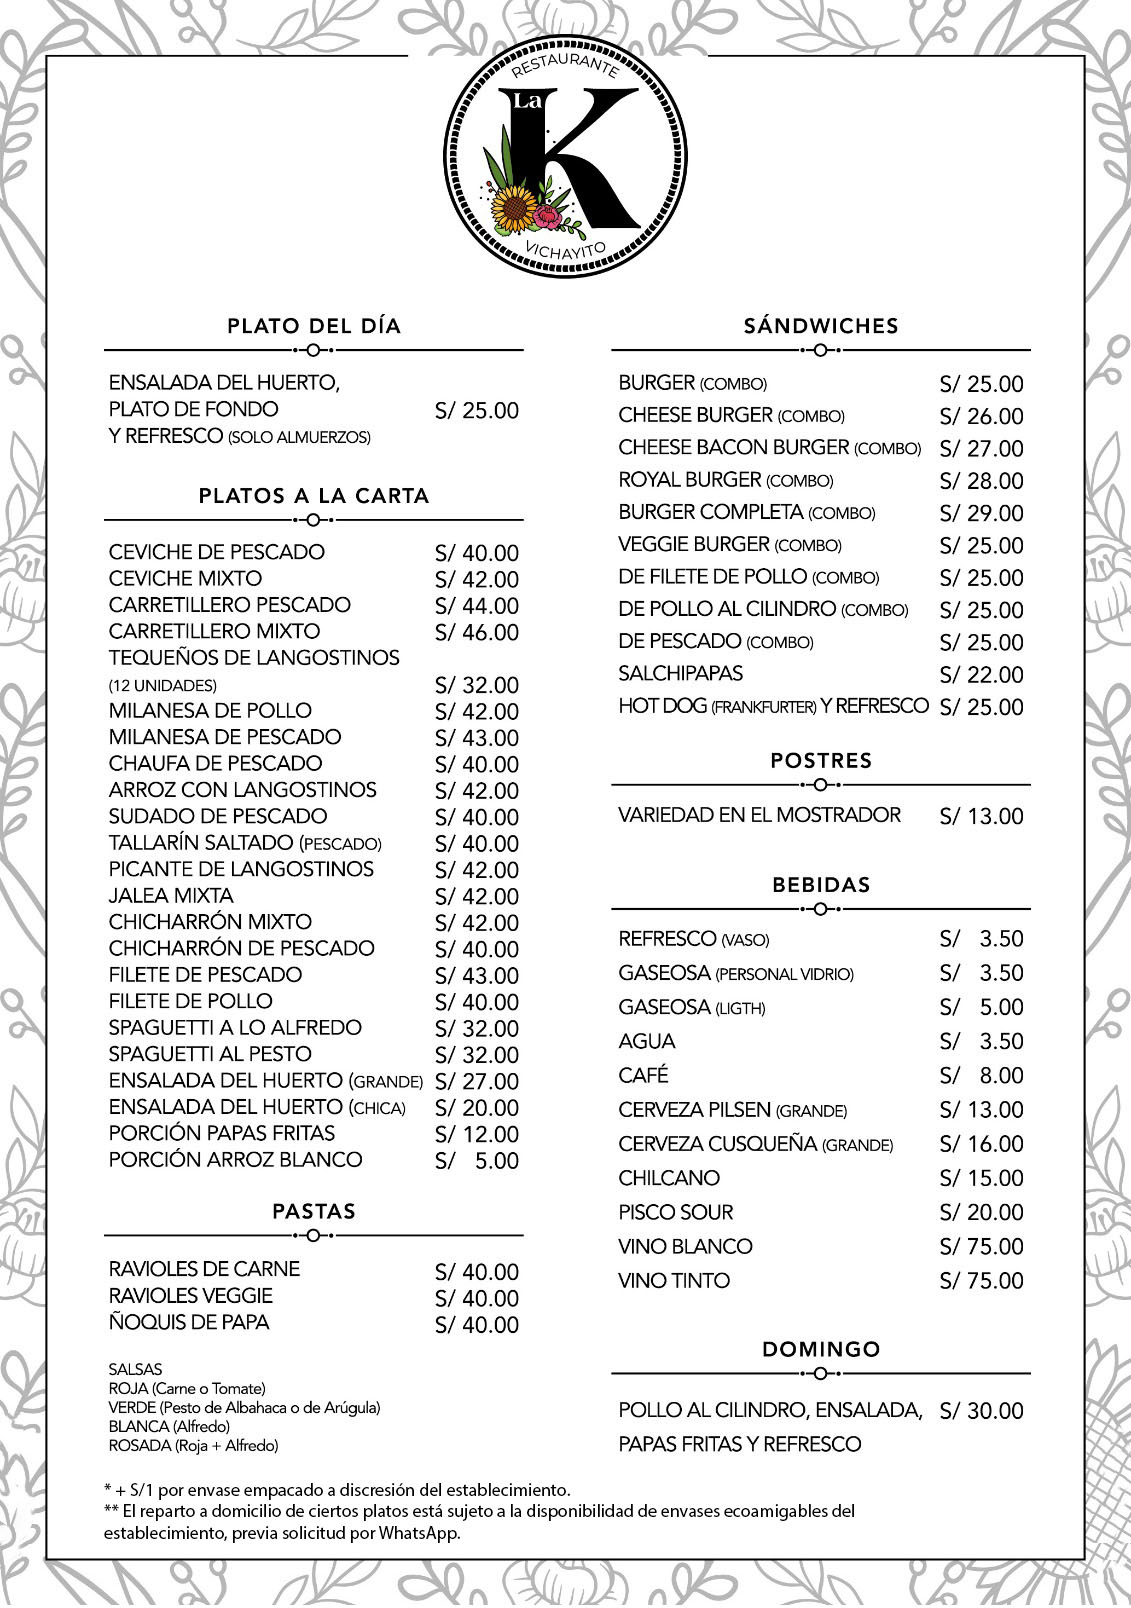 RESTAURANTE
La
K
VICHAYITO
PLATO DEL DÍA
ENSALADA DEL HUERTO,
PLATO DE FONDO S/ 25.00
Y REFRESCO (SOLO ALMUERZOS)
PLATOS A LA CARTA
CEVICHE DE PESCADO S/ 40.00
CEVICHE MIXTO S/ 42.00
CARRETILLERO PESCADO S/ 44.00
CARRETILLERO MIXTO S/ 46.00
TEQUEÑOS DE LANGOSTINOS
(12 UNIDADES) S/ 32.00
MILANESA DE POLLO S/ 42.00
MILANESA DE PESCADO S/ 43.00
CHAUFA DE PESCADO S/ 40.00
ARROZ CON LANGOSTINOS S/ 42.00
SUDADO DE PESCADO S/ 40.00
TALLARÍN SALTADO (PESCADO) S/ 40.00
PICANTE DE LANGOSTINOS S/ 42.00
JALEA MIXTA S/ 42.00
CHICHARRÓN MIXTO S/ 42.00
CHICHARRÓN DE PESCADO S/ 40.00
FILETE DE PESCADO S/ 43.00
FILETE DE POLLO S/ 40.00
SPAGUETTI A LO ALFREDO S/ 32.00
SPAGUETTI AL PESTO S/ 32.00
ENSALADA DEL HUERTO (GRANDE) S/ 27.00
ENSALADA DEL HUERTO (CHICA) S/ 20.00
PORCIÓN PAPAS FRITAS S/ 12.00
PORCIÓN ARROZ BLANCO S/ 5.00
PASTAS
RAVIOLES DE CARNE S/ 40.00
RAVIOLES VEGGIE S/ 40.00
ÑOQUIS DE PAPA S/ 40.00
SALSAS
ROJA (Carne o Tomate)
VERDE (Pesto de Albahaca o de Arúgula)
BLANCA (Alfredo)
ROSADA (Roja + Alfredo)
SÁNDWICHES
BURGER (COMBO) S/ 25.00
CHEESE BURGER (COMBO) S/ 26.00
CHEESE BACON BURGER (COMBO) S/ 27.00
ROYAL BURGER (COMBO) S/ 28.00
BURGER COMPLETA (COMBO) S/ 29.00
VEGGIE BURGER (COMBO) S/ 25.00
DE FILETE DE POLLO (COMBO) S/ 25.00
DE POLLO AL CILINDRO (COMBO) S/ 25.00
DE PESCADO (COMBO) S/ 25.00
SALCHIPAPAS S/ 22.00
HOT DOG (FRANKFURTER) Y REFRESCO S/ 25.00
POSTRES
VARIEDAD EN EL MOSTRADOR S/ 13.00
BEBIDAS
REFRESCO (VASO) S/ 3.50
GASEOSA (PERSONAL VIDRIO) S/ 3.50
GASEOSA (LIGTH) S/ 5.00
AGUA S/ 3.50
CAFÉ S/ 8.00
CERVEZA PILSEN (GRANDE) S/ 13.00
CERVEZA CUSQUEÑA (GRANDE) S/ 16.00
CHILCANO S/ 15.00
PISCO SOUR S/ 20.00
VINO BLANCO S/ 75.00
VINO TINTO S/ 75.00
DOMINGO
POLLO AL CILINDRO, ENSALADA, S/ 30.00
PAPAS FRITAS Y REFRESCO
* + S/1 por envase empacado a discresión del establecimiento.
** El reparto a domicilio de ciertos platos está sujeto a la disponibilidad de envases ecoamigables del
establecimiento, previa solicitud por WhatsApp.